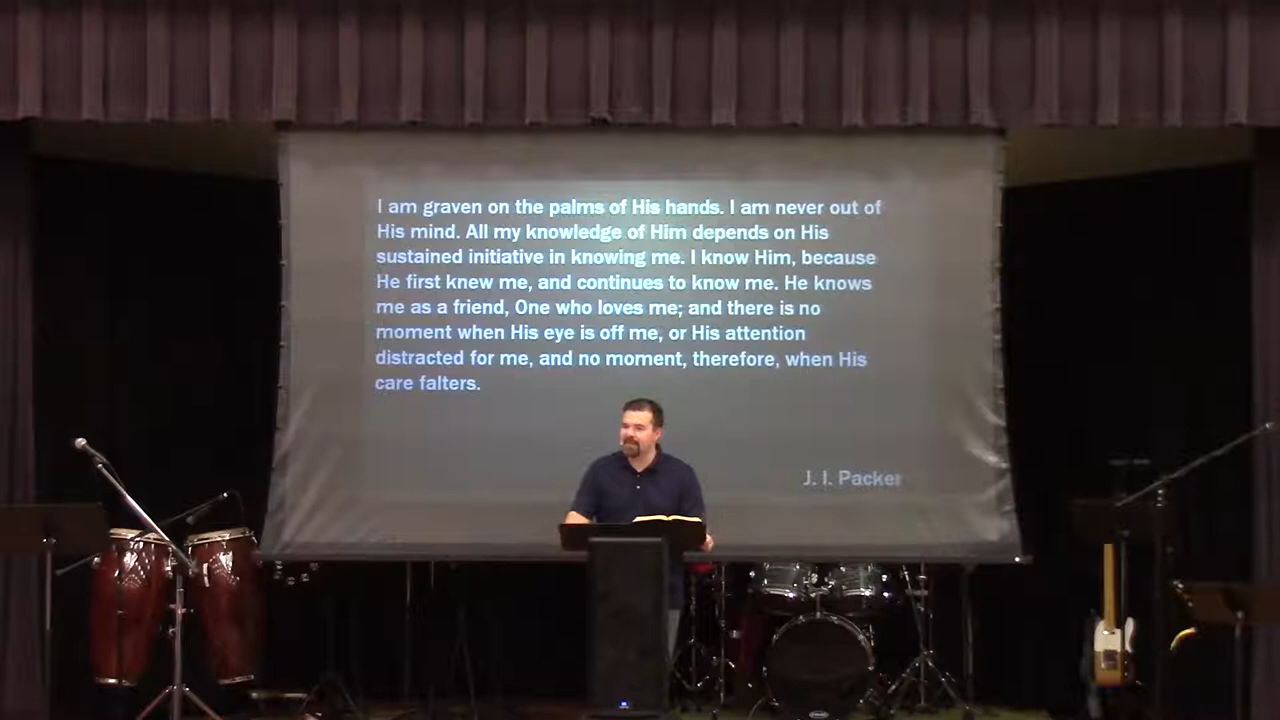 I am graven on the palms of His hands. I am never out of
His mind. All my knowledge of Him depends on His
sustained initiative in knowing me. I know Him, because
He first knew me, and continues to know me. He knows
me as a friend, One who loves me; and there is no
moment when His eye is off me, or His attention
distracted for me, and no moment, therefore, when His
care falters.
J. I. Packer